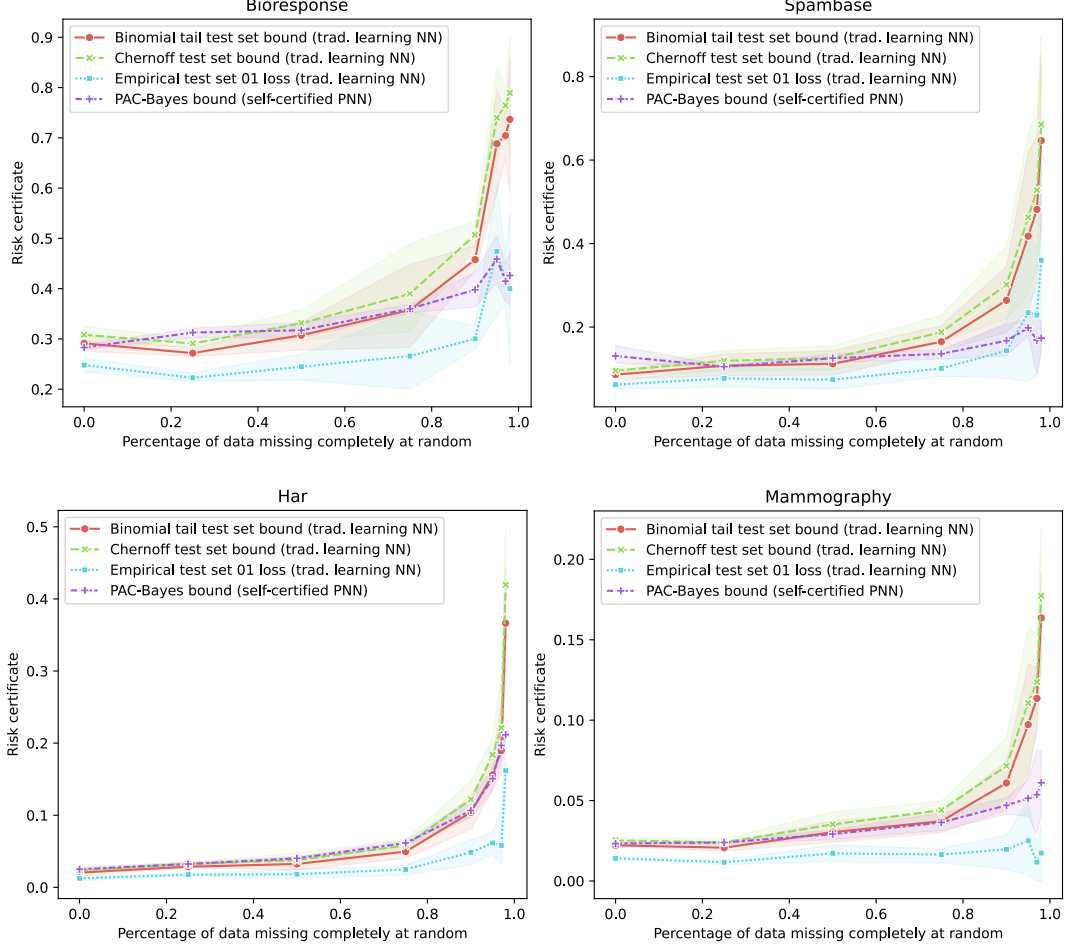 Bioresponse
Binomial tail test set bound (trad. learning NN)
Chernoff test set bound (trad. learning NN)
Empirical test set 01 loss (trad. learning NN)
PAC-Bayes bound (self-certified PNN)
0.9
0.8
0.7
0.6
0.5
0.4
0.3
0.2
Risk certificate
0.0 0.2 0.4 0.6 0.8 1.0
Percentage of data missing completely at random
Spambase
Binomial tail test set bound (trad. learning NN)
Chernoff test set bound (trad. learning NN)
Empirical test set 01 loss (trad. learning NN)
PAC-Bayes bound (self-certified PNN)
0.8
0.6
0.4
0.2
Risk certificate
0.0 0.2 0.4 0.6 0.8 1.0
Percentage of data missing completely at random
Har
Binomial tail test set bound (trad. learning NN)
Chernoff test set bound (trad. learning NN)
Empirical test set 01 loss (trad. learning NN)
PAC-Bayes bound (self-certified PNN)
0.5
0.4
0.3
0.2
0.1
0.0
Risk certificate
0.0 0.2 0.4 0.6 0.8 1.0
Percentage of data missing completely at random
Mammography
Binomial tail test set bound (trad. learning NN)
Chernoff test set bound (trad. learning NN)
Empirical test set 01 loss (trad. learning NN)
PAC-Bayes bound (self-certified PNN)
0.20
0.15
0.10
0.05
0.00
Risk certificate
0.0 0.2 0.4 0.6 0.8 1.0
Percentage of data missing completely at random